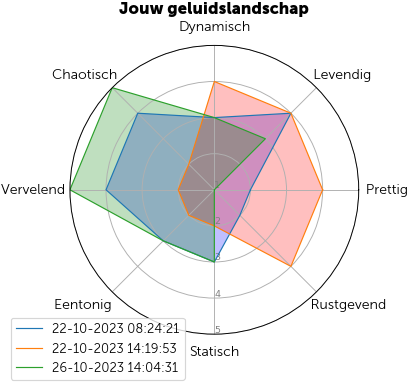 Jouw geluidslandschap
Dynamisch
Chaotisch
Levendig
Vervelend
Prettig
1
2
3
4
5
Eentonig
Rustgevend
Statisch
22-10-2023 08:24:21
22-10-2023 14:19:53
26-10-2023 14:04:31